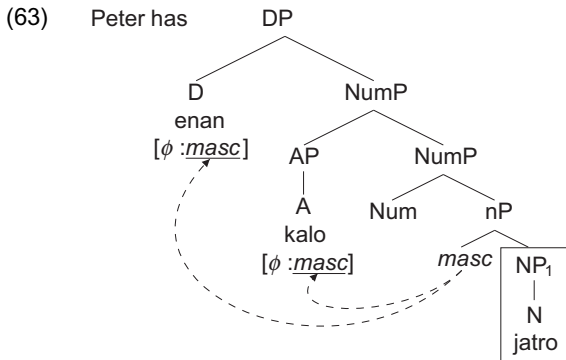 (63) Peter has DP
D NumP
enan
[ϕ :masc] AP NumP
A Num nP
kalo
[ϕ :masc] masc NP₁
N
jatro